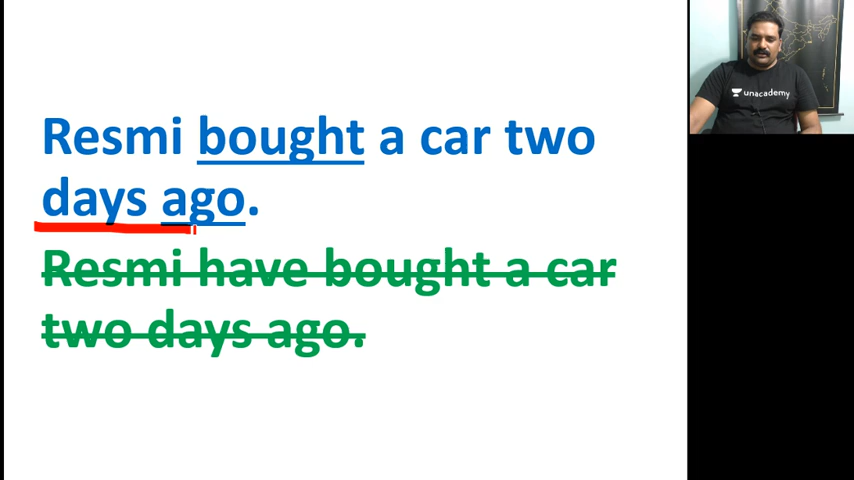 Resmi bought a car two
days ago.
Resmi have bought a car
two days ago.
unacademy